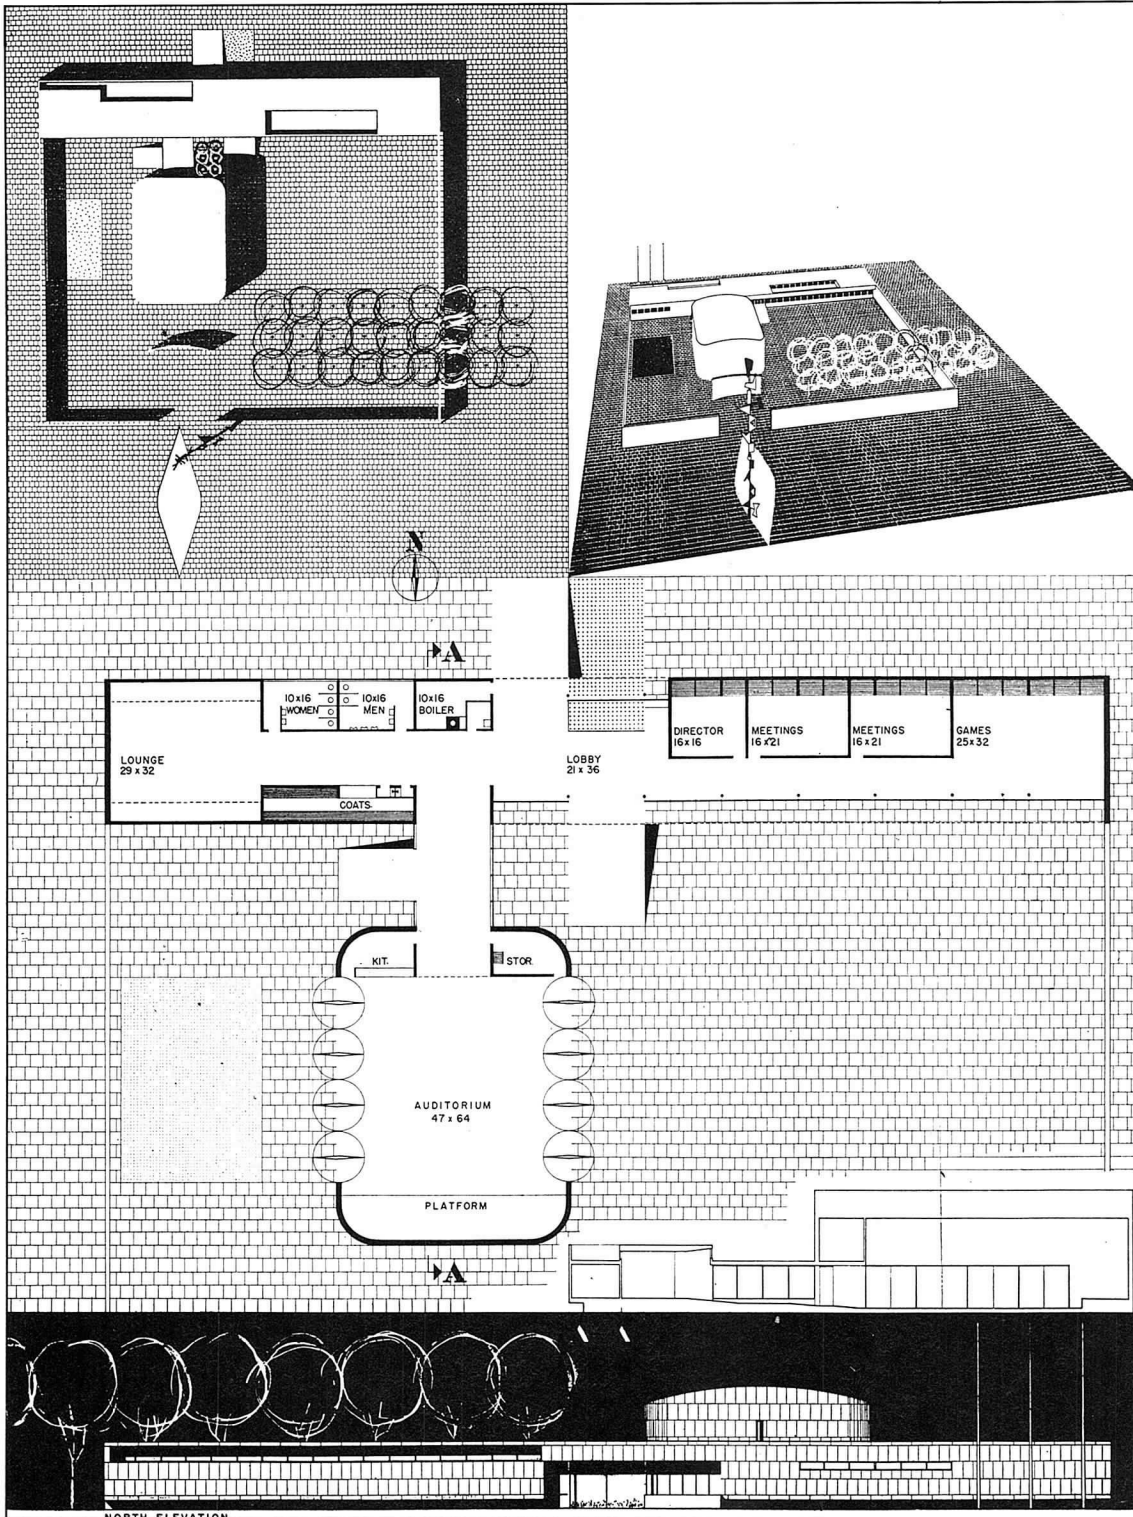 N
A
10x16
WOMEN
10x16
MEN
10x16
BOILER
LOUNGE
29 x 32
LOBBY
21 x 36
DIRECTOR
16x16
MEETINGS
16x21
MEETINGS
16x21
GAMES
25x32
COATS
KIT.
STOR.
AUDITORIUM
47 x 64
PLATFORM
A
NORTH ELEVATION